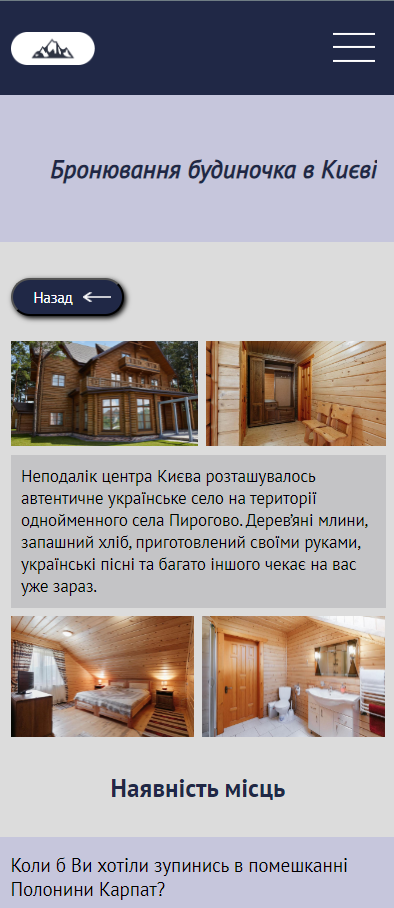 Бронювання будиночка в Києві
Назад
Неподалік центра Києва розташувалось
автентичне українське село на території
однойменного села Пирогово. Дерев'яні млини,
запашний хліб, приготовлений своїми руками,
українські пісні та багато іншого чекає на вас
уже зараз.
Наявність місць
Коли б Ви хотіли зупинись в помешканні
Полонини Карпат?